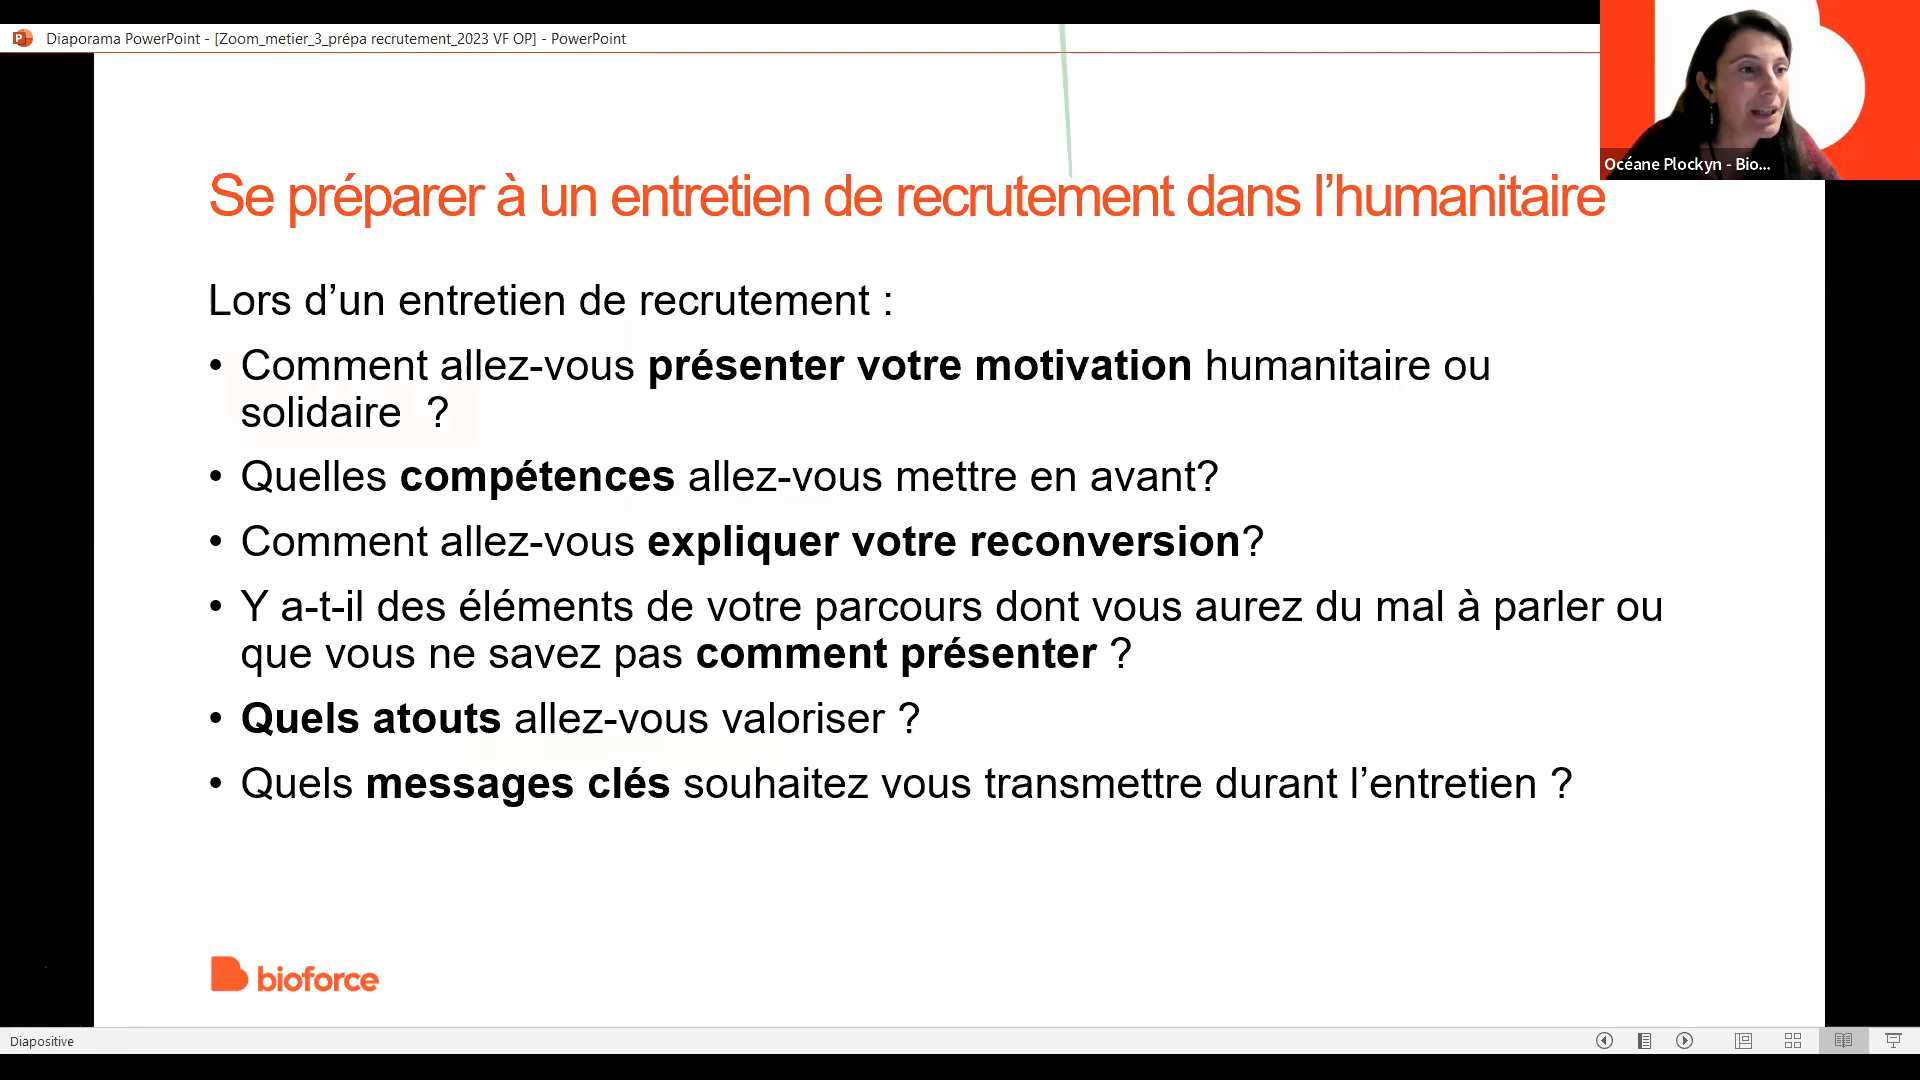 Diaporama PowerPoint - [Zoom_metier_3_prépa recrutement_2023 VF OP] - PowerPoint
Océane Plockyn - Bio...
Se préparer à un entretien de recrutement dans l’humanitaire
Lors d’un entretien de recrutement :
• Comment allez-vous présenter votre motivation humanitaire ou
solidaire  ?
• Quelles compétences allez-vous mettre en avant?
• Comment allez-vous expliquer votre reconversion?
• Y a-t-il des éléments de votre parcours dont vous aurez du mal à parler ou
que vous ne savez pas comment présenter ?
• Quels atouts allez-vous valoriser ?
• Quels messages clés souhaitez vous transmettre durant l’entretien ?
bioforce
Diapositive